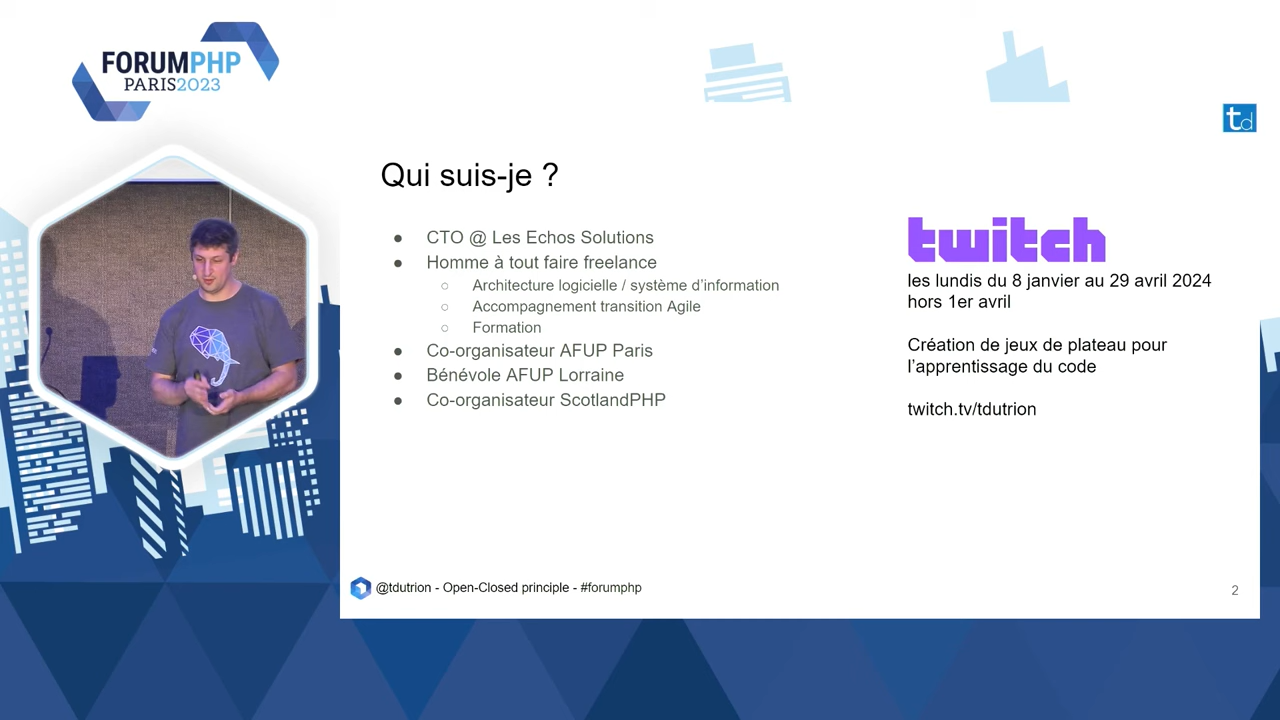 FORUMPHP
PARIS2023
td
Qui suis-je ?
● CTO @ Les Echos Solutions
● Homme à tout faire freelance
○ Architecture logicielle / système d'information
○ Accompagnement transition Agile
○ Formation
● Co-organisateur AFUP Paris
● Bénévole AFUP Lorraine
● Co-organisateur ScotlandPHP
twitch
les lundis du 8 janvier au 29 avril 2024
hors 1er avril
Création de jeux de plateau pour
l'apprentissage du code
twitch.tv/tdutrion
@tdutrion - Open-Closed principle - #forumphp
2